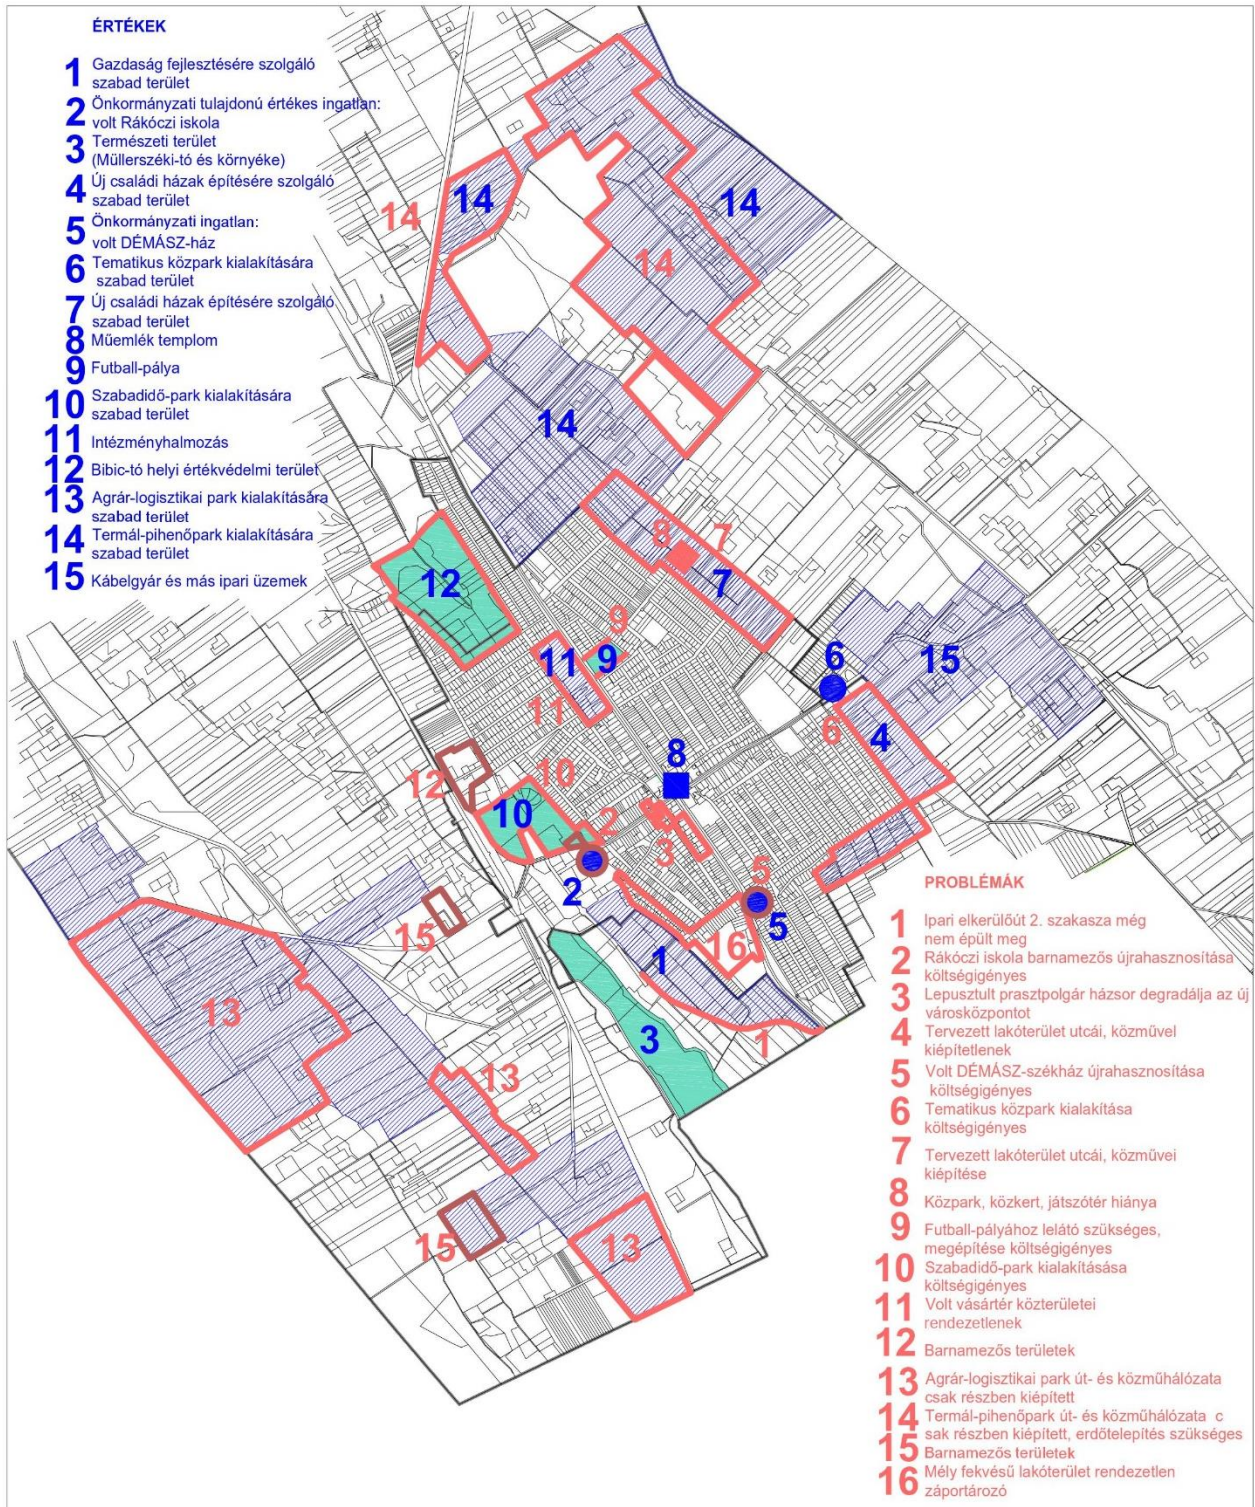 ÉRTÉKEK
1 Gazdaság fejlesztésére szolgáló
szabad terület
2 Önkormányzati tulajdonú értékes ingatlan:
volt Rákóczi iskola
3 Természeti terület
(Müllerszéki-tó és környéke)
4 Új családi házak építésére szolgáló
szabad terület
5 Önkormányzati ingatlan:
volt DÉMÁSZ-ház
6 Tematikus közpark kialakítására
szabad terület
7 Új családi házak építésére szolgáló
szabad terület
8 Műemlék templom
9 Futball-pálya
10 Szabadidő-park kialakítására
szabad terület
11 Intézményhalmozás
12 Bibic-tó helyi értékvédelmi terület
13 Agrár-logisztikai park kialakítására
szabad terület
14 Termál-pihenőpark kialakítására
szabad terület
15 Kábelgyár és más ipari üzemek
14
14
14
14
14
8
7
7
12
9
11
9
11
6
15
6
4
8
12
10
10
2
3
2
5
5
15
16
1
13
3
1
13
15
13
PROBLÉMÁK
1 Ipari elkerülőút 2. szakasza még
nem épült meg
2 Rákóczi iskola barnamezős újrahasznosítása
költségigényes
3 Lepusztult prasztpolgár házsor degradálja az új
városközpontot
4 Tervezett lakóterület utcái, közművel
kiépítetlenek
5 Volt DÉMÁSZ-székház újrahasznosítása
költségigényes
6 Tematikus közpark kialakítása
költségigényes
7 Tervezett lakóterület utcái, közművei
kiépítése
8 Közpark, közkert, játszótér hiánya
9 Futball-pályához lelátó szükséges,
megépítése költségigényes
10 Szabadidő-park kialakításása
költségigényes
11 Volt vásártér közterületei
rendezetlenek
12 Barnamezős területek
13 Agrár-logisztikai park út- és közműhálózata
csak részben kiépített
14 Termál-pihenőpark út- és közműhálózata c
sak részben kiépített, erdőtelepítés szükséges
15 Barnamezős területek
16 Mély fekvésű lakóterület rendezetlen
záportározó